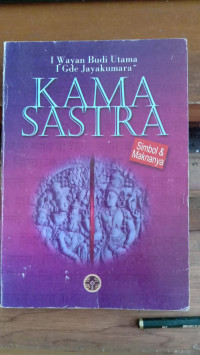 I Wayan Budi Utama
I Gde Jayakumara
KAMA
SASTRA
Simbol &
Maknanya